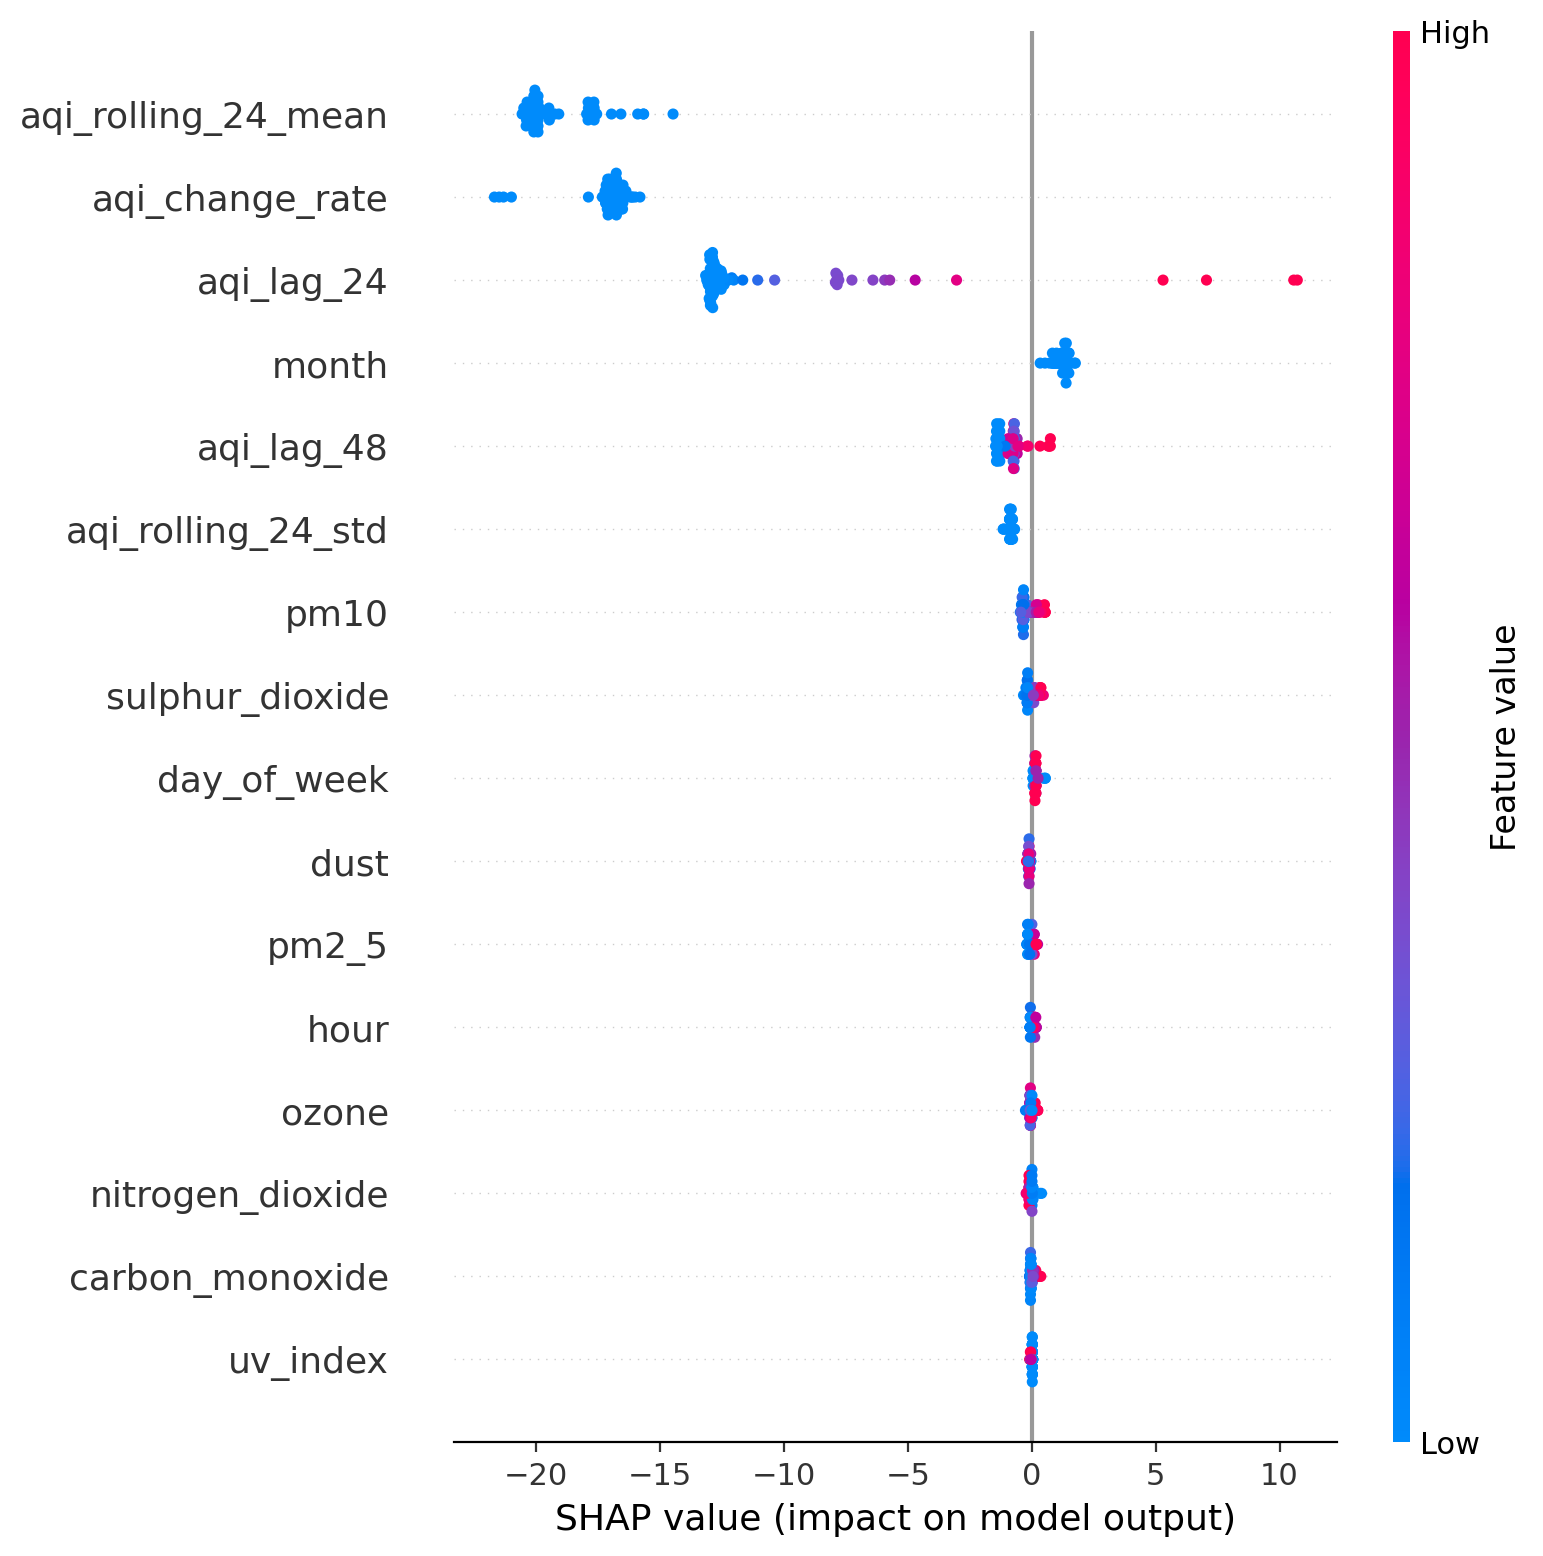 High
aqi_rolling_24_mean
aqi_change_rate
aqi_lag_24
month
aqi_lag_48
aqi_rolling_24_std
pm10
sulphur_dioxide
day_of_week
dust
pm2_5
hour
ozone
nitrogen_dioxide
carbon_monoxide
uv_index
Feature value
Low
−20 −15 −10 −5 0 5 10
SHAP value (impact on model output)